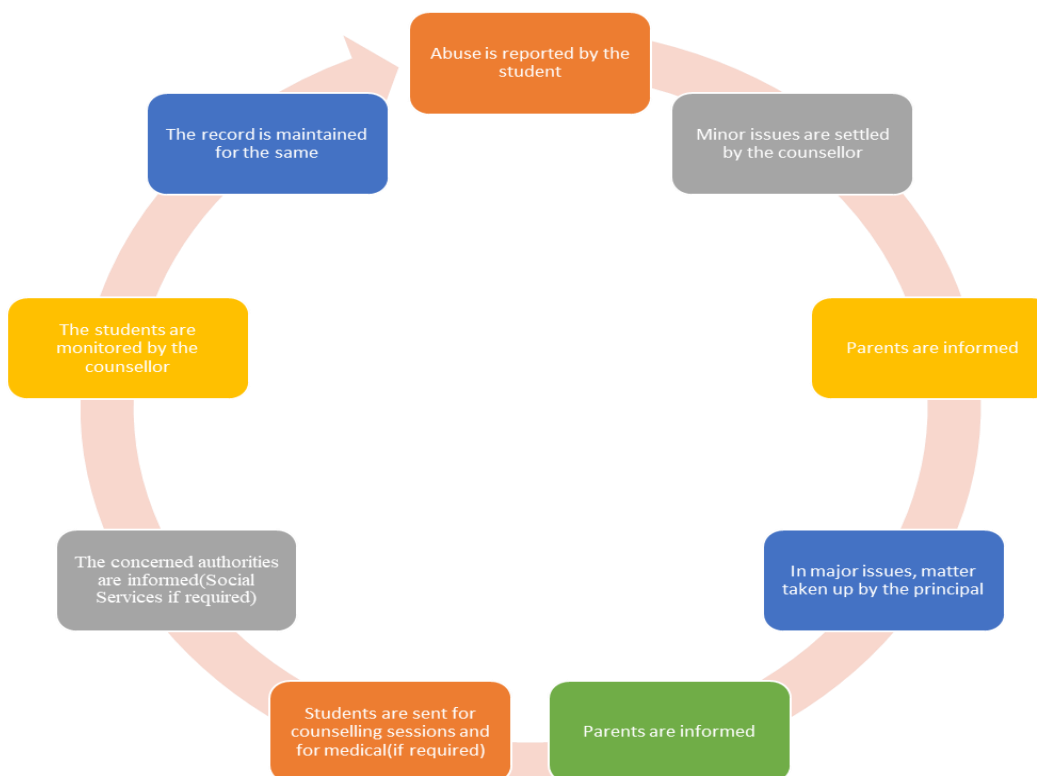 Abuse is reported by the
student
Minor issues are settled
by the counsellor
Parents are informed
In major issues, matter
taken up by the principal
Parents are informed
Students are sent for
counselling sessions and
for medical(if required)
The concerned authorities
are informed(Social
Services if required)
The students are
monitored by the
counsellor
The record is maintained
for the same